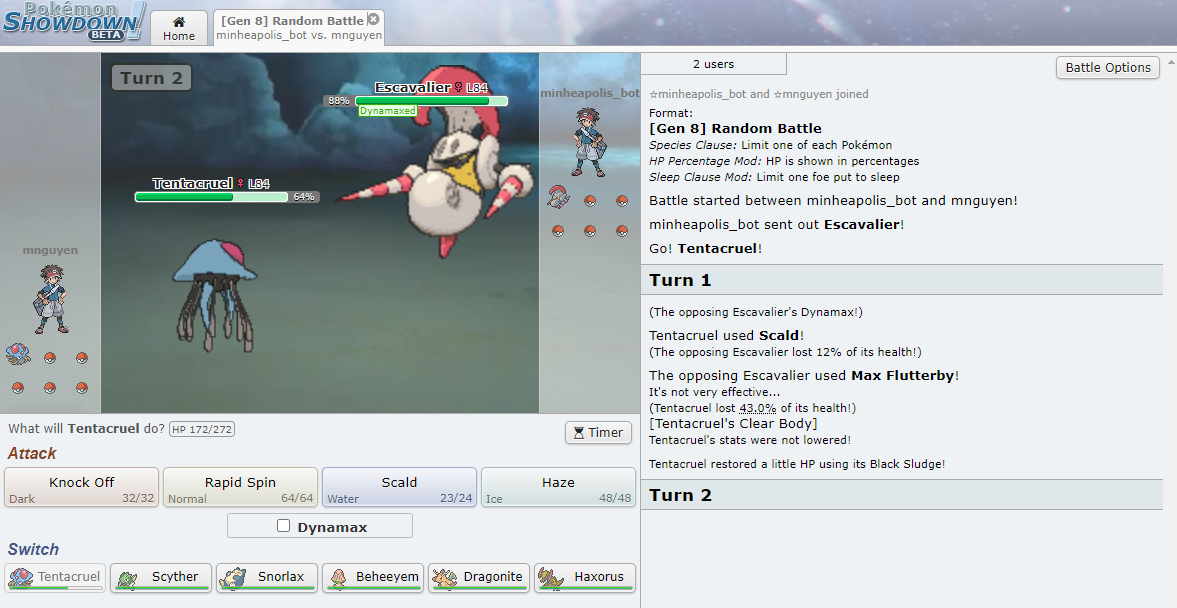 Pokémon
SHOWDOWN!
BETA
Home
[Gen 8] Random Battle
minheapolis_bot vs. mnguyen
Turn 2
Escavalier ♀ L84
88%
Dynamaxed
Tentacruel ♀ L84
64%
mnguyen
minheapolis_bot
What will Tentacruel do? HP 172/272
Timer
Attack
Knock Off
Dark 32/32
Rapid Spin
Normal 64/64
Scald
Water 23/24
Haze
Ice 48/48
Dynamax
Switch
Tentacruel
Scyther
Snorlax
Beheeyem
Dragonite
Haxorus
2 users
Battle Options
☆minheapolis_bot and ☆mnguyen joined
Format:
[Gen 8] Random Battle
Species Clause: Limit one of each Pokémon
HP Percentage Mod: HP is shown in percentages
Sleep Clause Mod: Limit one foe put to sleep
Battle started between minheapolis_bot and mnguyen!
minheapolis_bot sent out Escavalier!
Go! Tentacruel!
Turn 1
(The opposing Escavalier's Dynamax!)
Tentacruel used Scald!
(The opposing Escavalier lost 12% of its health!)
The opposing Escavalier used Max Flutterby!
It's not very effective...
(Tentacruel lost 43.0% of its health!)
[Tentacruel's Clear Body]
Tentacruel's stats were not lowered!
Tentacruel restored a little HP using its Black Sludge!
Turn 2